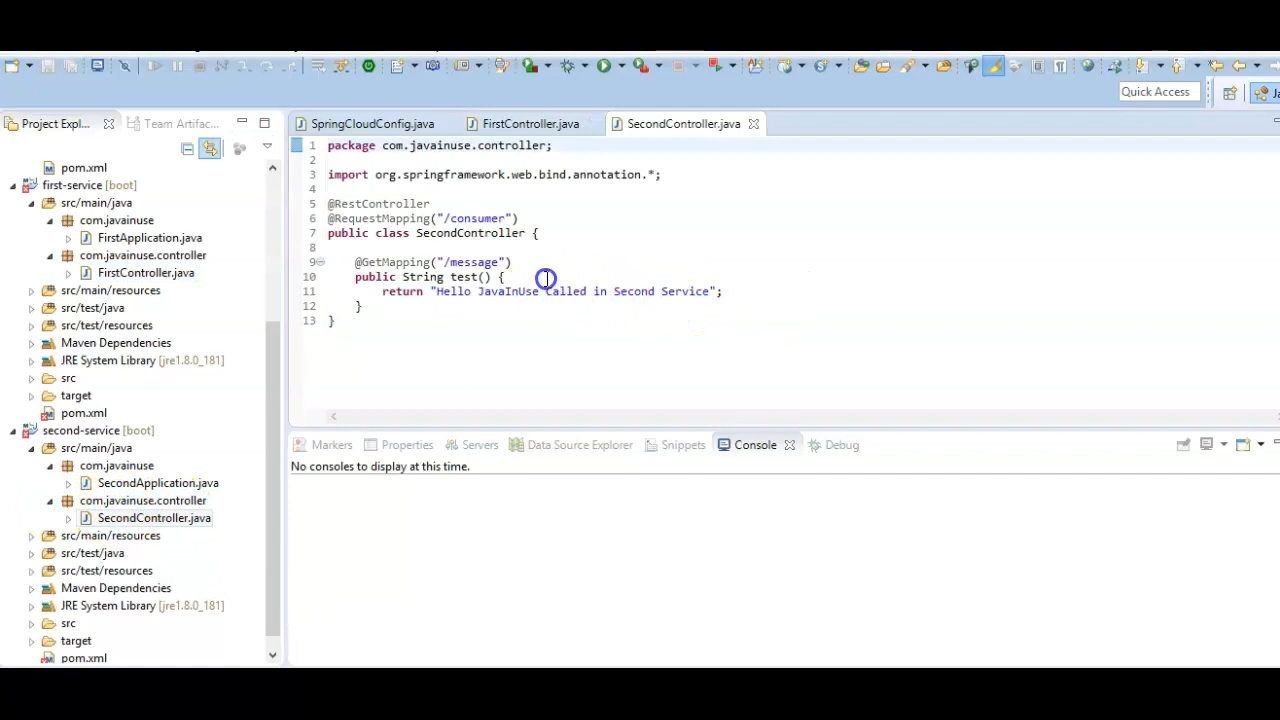 Quick Access
Ja
Project Expl...
Team Artifac...
pom.xml
first-service [boot]
src/main/java
com.javainuse
FirstApplication.java
com.javainuse.controller
FirstController.java
src/main/resources
src/test/java
src/test/resources
Maven Dependencies
JRE System Library [jre1.8.0_181]
src
target
pom.xml
second-service [boot]
src/main/java
com.javainuse
SecondApplication.java
com.javainuse.controller
SecondController.java
src/main/resources
src/test/java
src/test/resources
Maven Dependencies
JRE System Library [jre1.8.0_181]
src
target
pom.xml
SpringCloudConfig.java
FirstController.java
SecondController.java
1 package com.javainuse.controller;
2
3 import org.springframework.web.bind.annotation.*;
4
5 @RestController
6 @RequestMapping("/consumer")
7 public class SecondController {
8
9 @GetMapping("/message")
10 public String test() {
11 return "Hello JavaInUse Called in Second Service";
12 }
13 }
Markers
Properties
Servers
Data Source Explorer
Snippets
Console
Debug
No consoles to display at this time.